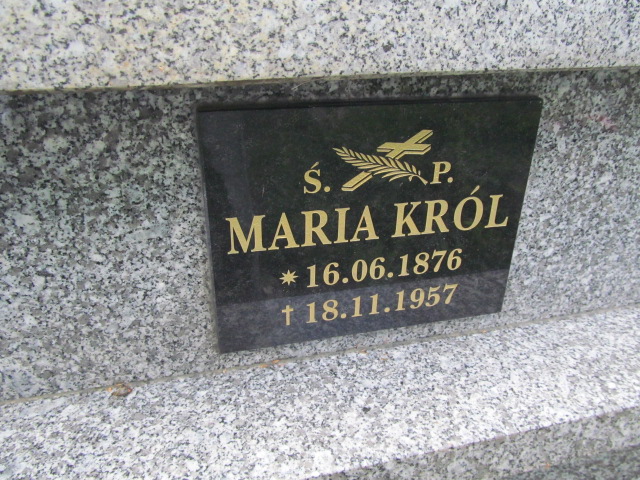 Ś. P.
MARIA KRÓL
* 16.06.1876
† 18.11.1957